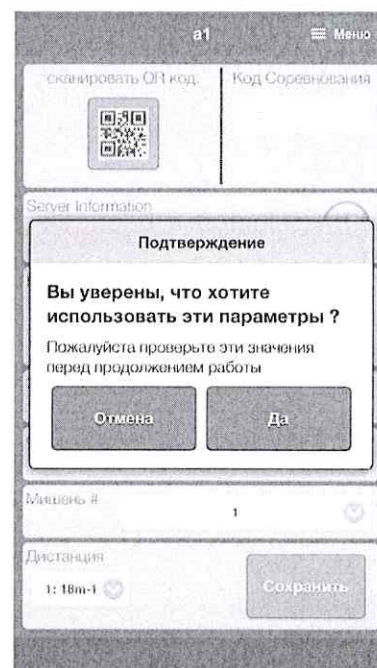 a1
Меню
сканировать QR код.
Код Соревнования
Server Information
Подтверждение
Вы уверены, что хотите
использовать эти параметры ?
Пожалуйста проверьте эти значения
перед продолжением работы
Отмена
Да
Мишень #
1
Дистанция
1: 18m-1
Сохранить